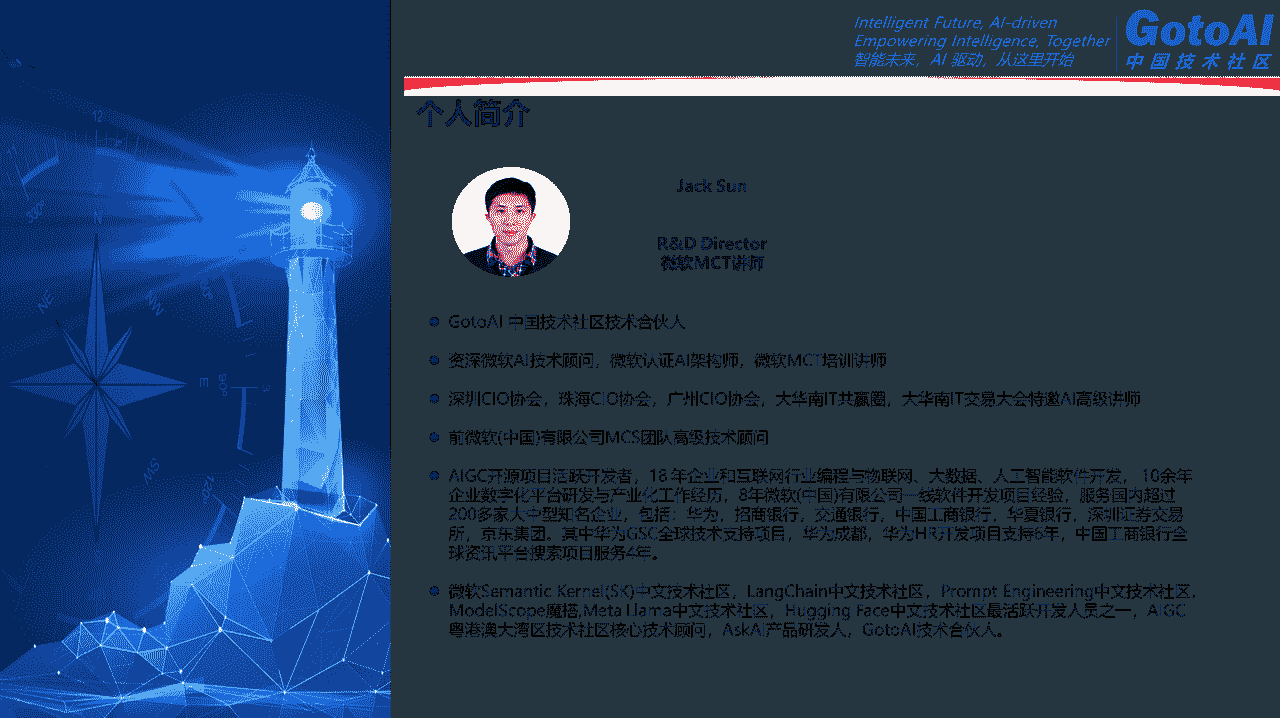 Intelligent Future, AI-driven
Empowering Intelligence, Together
智能未来，AI 驱动，从这里开始
GotoAI
中国技术社区
个人简介
Jack Sun
R&D Director
微软MCT讲师
GotoAI 中国技术社区技术合伙人
资深微软AI技术顾问，微软认证AI架构师，微软MCT培训讲师
深圳CIO协会，珠海CIO协会，广州CIO协会，大华南IT共赢圈，大华南IT交易大会特邀AI高级讲师
前微软(中国)有限公司MCS团队高级技术顾问
AIGC开源项目活跃开发者，18 年企业和互联网行业编程与物联网、大数据、人工智能软件开发， 10余年
企业数字化平台研发与产业化工作经历，8年微软(中国)有限公司一线软件开发项目经验，服务国内超过
200多家大中型知名企业，包括：华为，招商银行，交通银行，中国工商银行，华夏银行，深圳证券交易
所，京东集团。其中华为GSC全球技术支持项目，华为成都，华为HR开发项目支持6年，中国工商银行全
球资讯平台搜索项目服务4年。
微软Semantic Kernel(SK)中文技术社区，LangChain中文技术社区，Prompt Engineering中文技术社区，
ModelScope魔搭,Meta Llama中文技术社区，Hugging Face中文技术社区最活跃开发人员之一，AIGC
粤港澳大湾区技术社区核心技术顾问，AskAI产品研发人，GotoAI技术合伙人。
12
N
NE
NW
E
90°
3
SW
120°